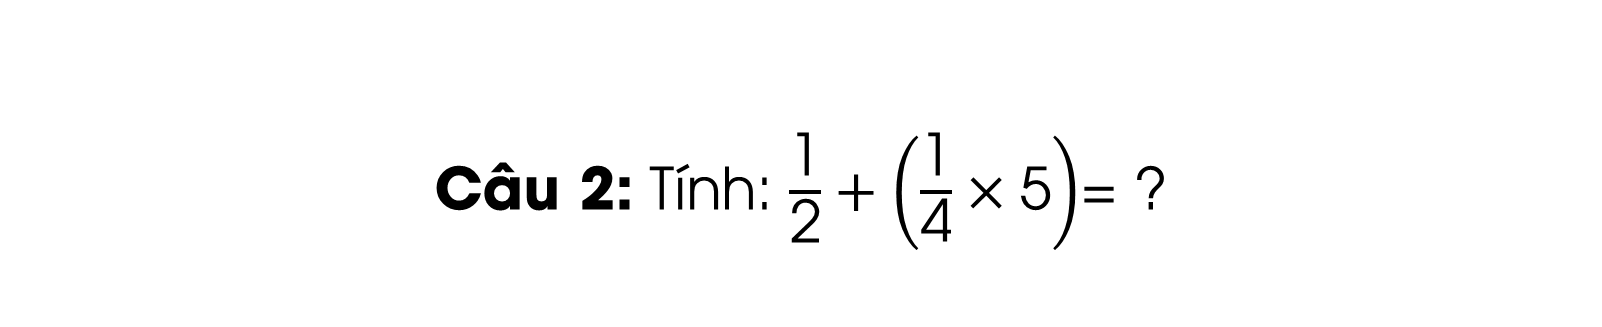 Câu 2: Tính: 1/2 + (1/4 × 5) = ?